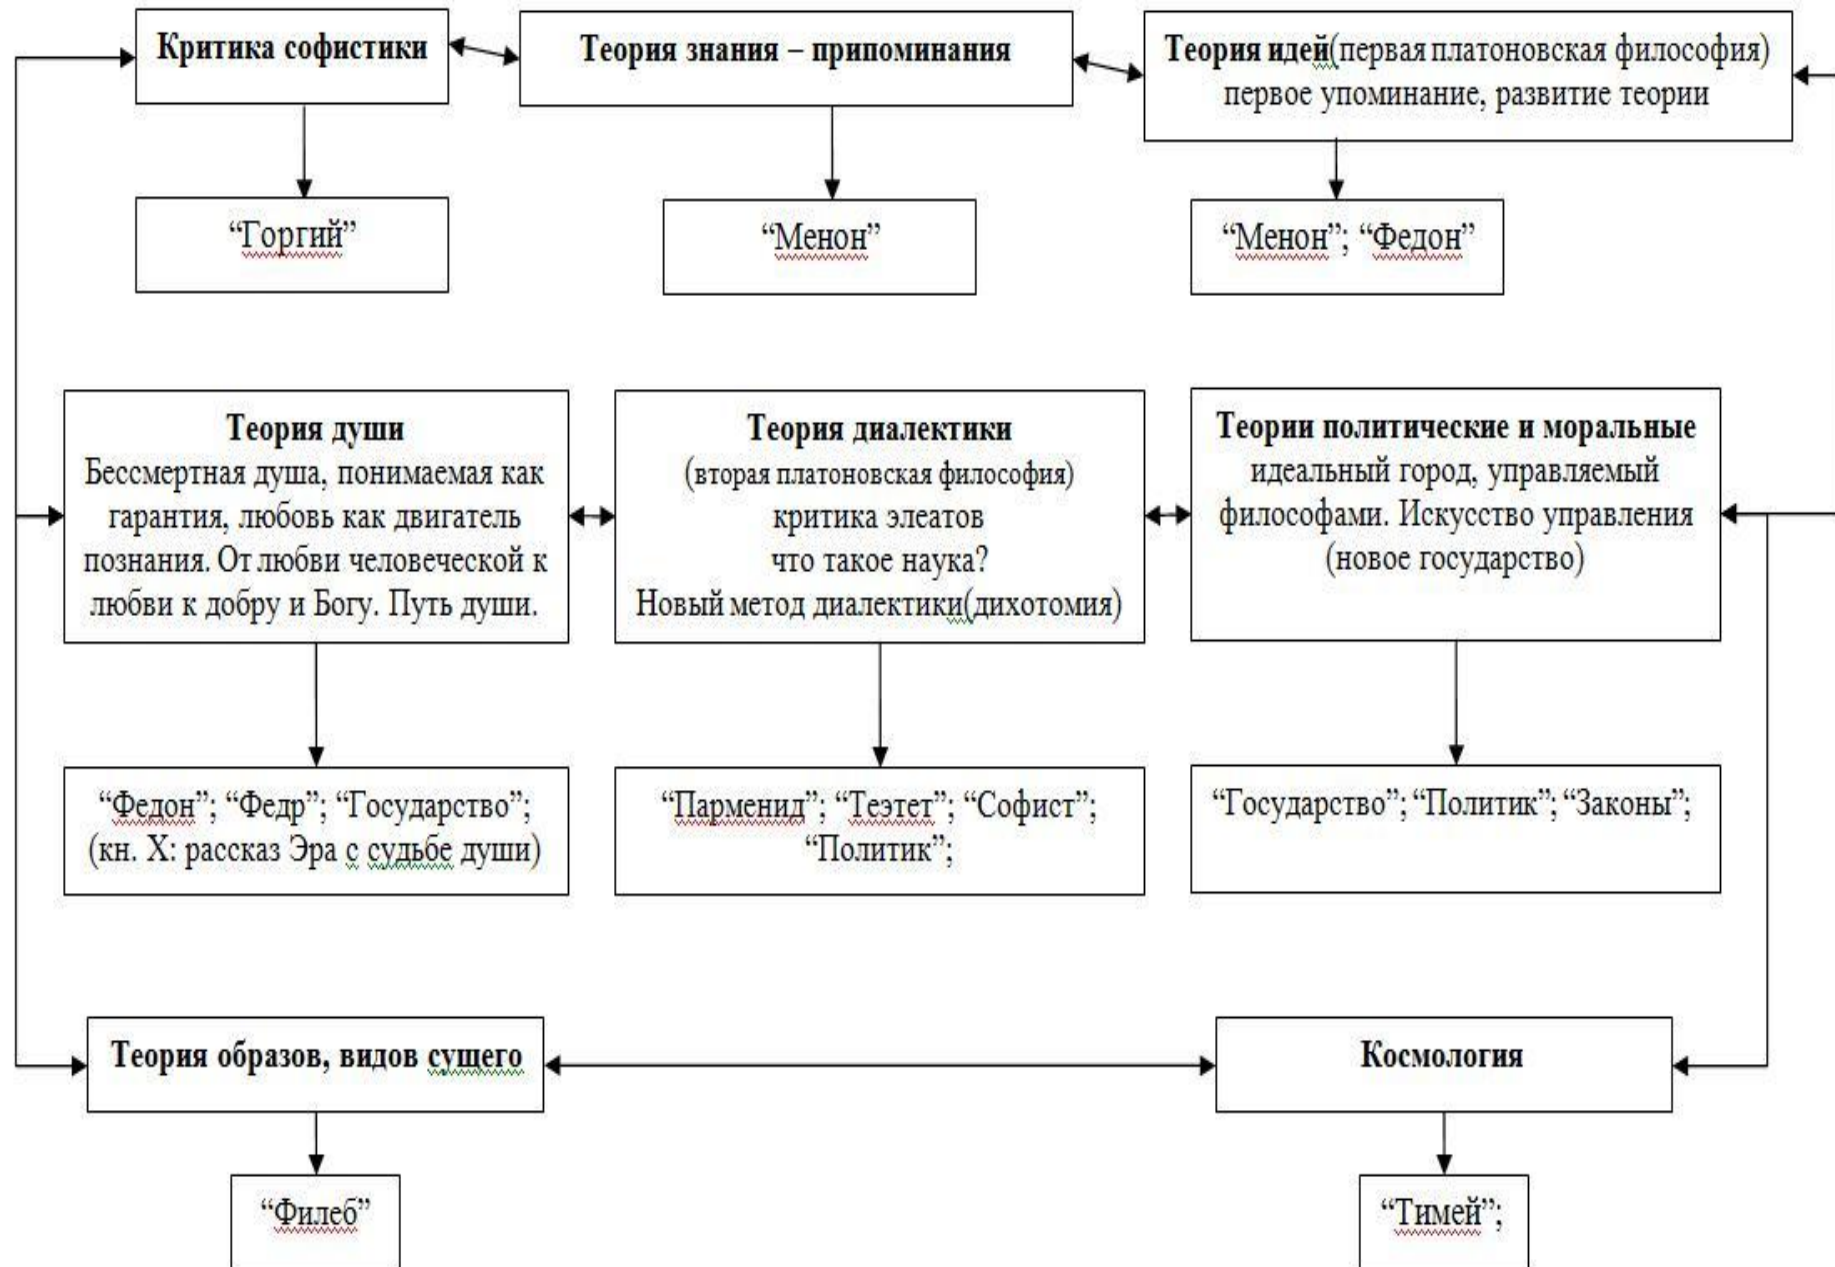 Критика софистики
Теория знания – припоминания
Теория идей(первая платоновская философия)
первое упоминание, развитие теории
“Горгий”
“Менон”
“Менон”; “Федон”
Теория души
Бессмертная душа, понимаемая как
гарантия, любовь как двигатель
познания. От любви человеческой к
любви к добру и Богу. Путь души.
Теория диалектики
(вторая платоновская философия)
критика элеатов
что такое наука?
Новый метод диалектики(дихотомия)
Теории политические и моральные
идеальный город, управляемый
философами. Искусство управления
(новое государство)
“Федон”; “Федр”; “Государство”;
(кн. X: рассказ Эра с судьбе души)
“Парменид”; “Теэтет”; “Софист”;
“Политик”;
“Государство”; “Политик”; “Законы”;
Теория образов, видов сущего
Космология
“Филеб”
“Тимей”;